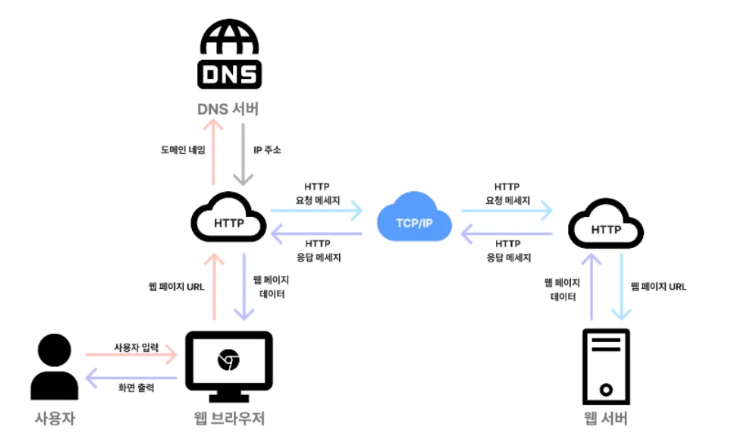 DNS
DNS 서버
도메인 네임
IP 주소
HTTP
HTTP
요청 메세지
HTTP
응답 메세지
TCP/IP
HTTP
요청 메세지
HTTP
응답 메세지
HTTP
웹 페이지 URL
웹 페이지
데이터
웹 페이지
데이터
웹 페이지 URL
사용자 입력
화면 출력
사용자
웹 브라우저
웹 서버